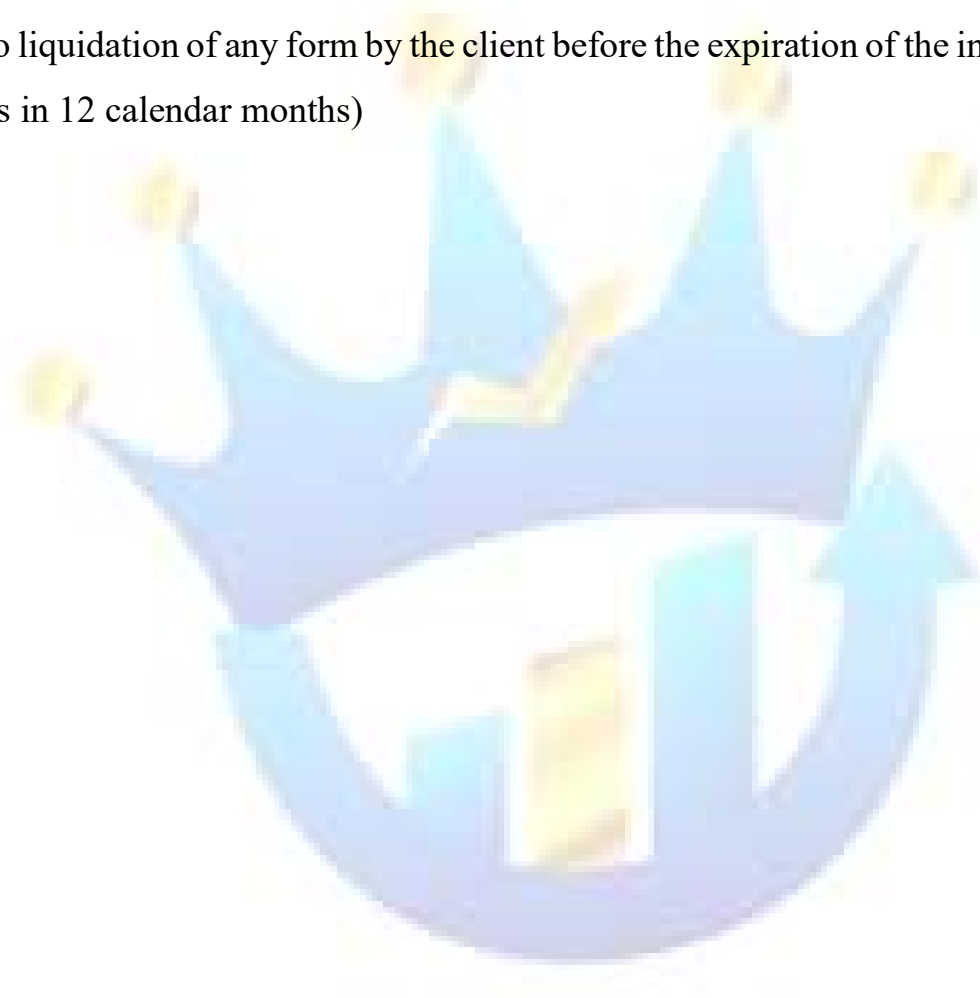 o liquidation of any form by the client before the expiration of the in
s in 12 calendar months)